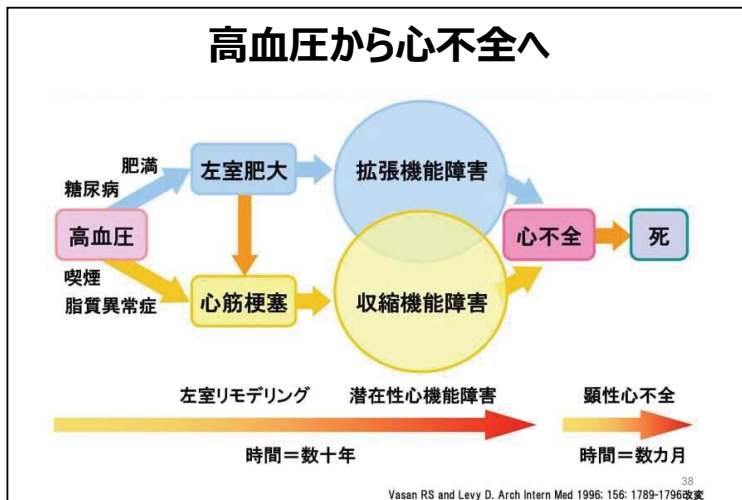 高血圧から心不全へ
肥満
糖尿病
左室肥大
拡張機能障害
高血圧
心不全
死
喫煙
脂質異常症
心筋梗塞
収縮機能障害
左室リモデリング 潜在性心機能障害 顕性心不全
時間=数十年 時間=数カ月
38
Vasan RS and Levy D. Arch Intern Med 1996; 156: 1789-1796改変